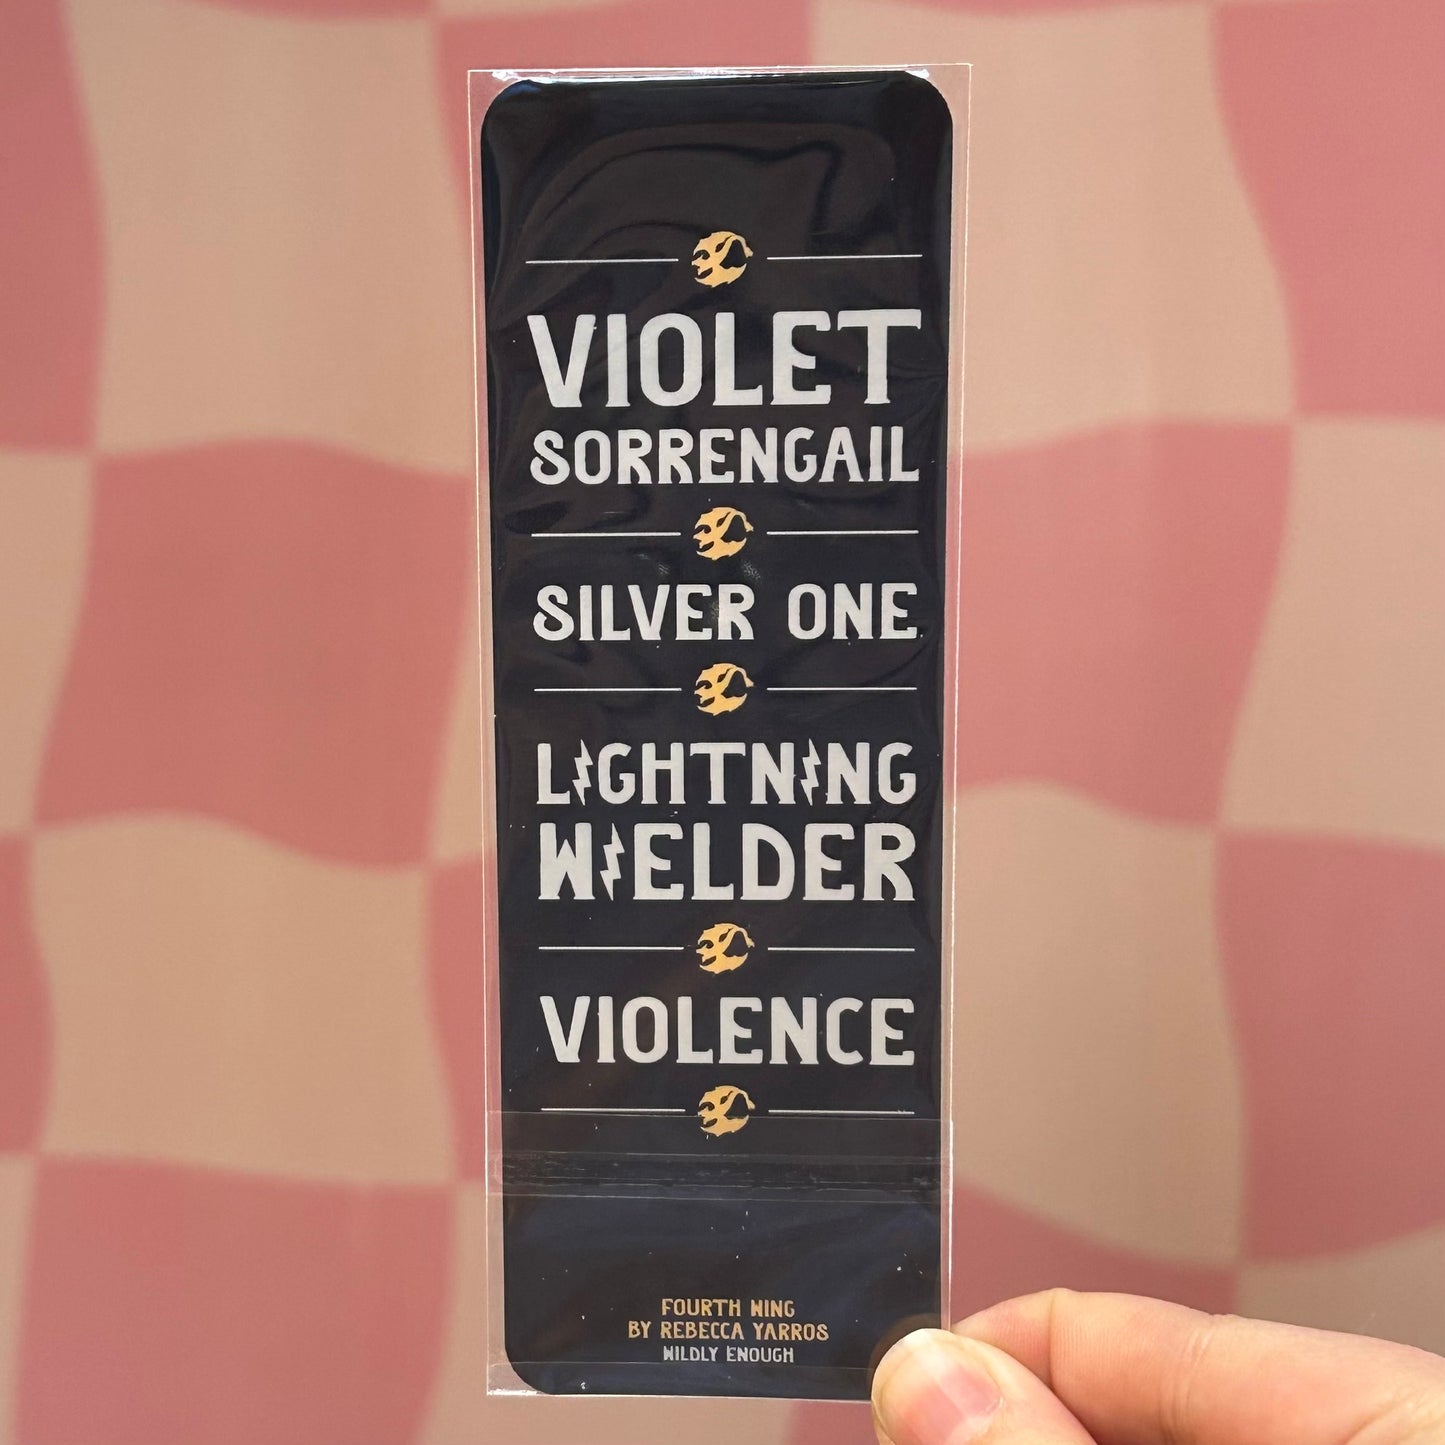 VIOLET
SORRENGAIL
SILVER ONE
LIGHTNING
WIELDER
VIOLENCE
FOURTH WING
BY REBECCA YARROS
WILDLY ENOUGH